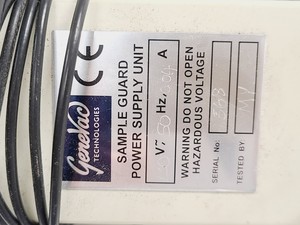 CE
GeneVac
TECHNOLOGIES
SAMPLE GUARD
POWER SUPPLY UNIT
V~ 50 Hz, A
WARNING DO NOT OPEN
HAZARDOUS VOLTAGE
SERIAL No
TESTED BY